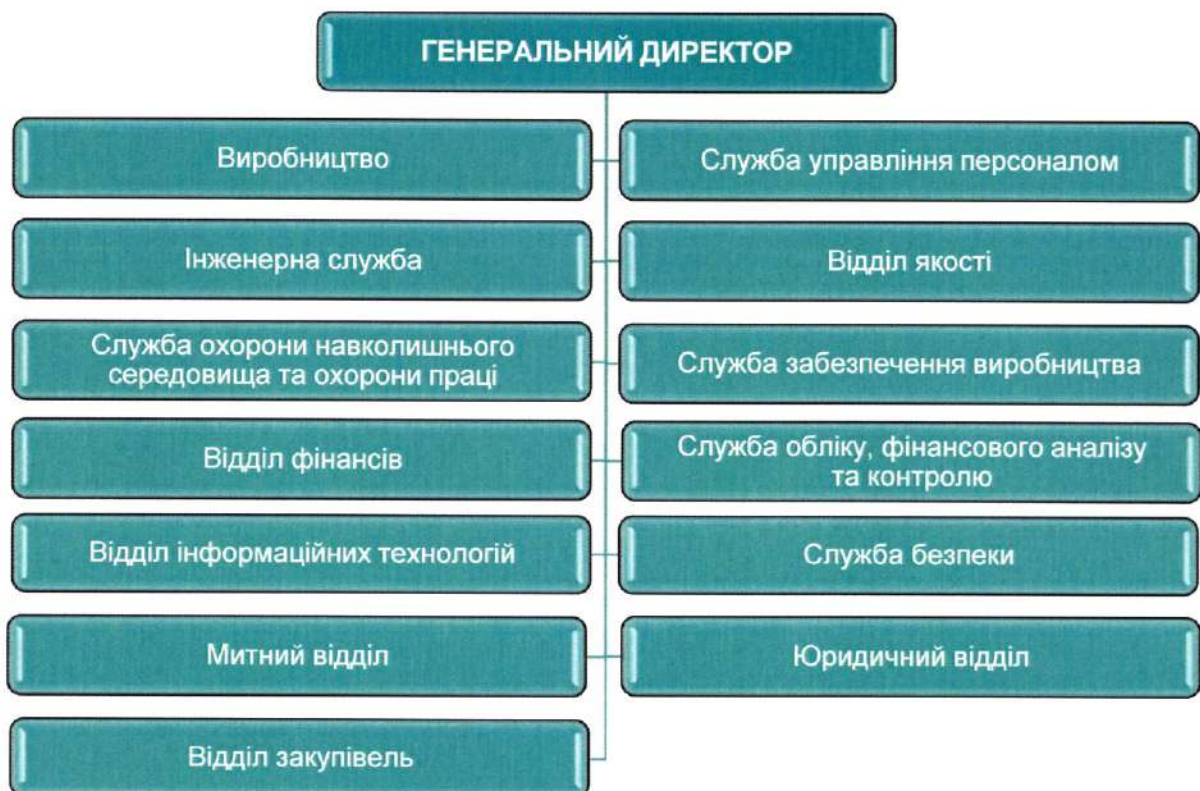 ГЕНЕРАЛЬНИЙ ДИРЕКТОР
Виробництво
Служба управління персоналом
Інженерна служба
Відділ якості
Служба охорони навколишнього
середовища та охорони праці
Служба забезпечення виробництва
Відділ фінансів
Служба обліку, фінансового аналізу
та контролю
Відділ інформаційних технологій
Служба безпеки
Митний відділ
Юридичний відділ
Відділ закупівель